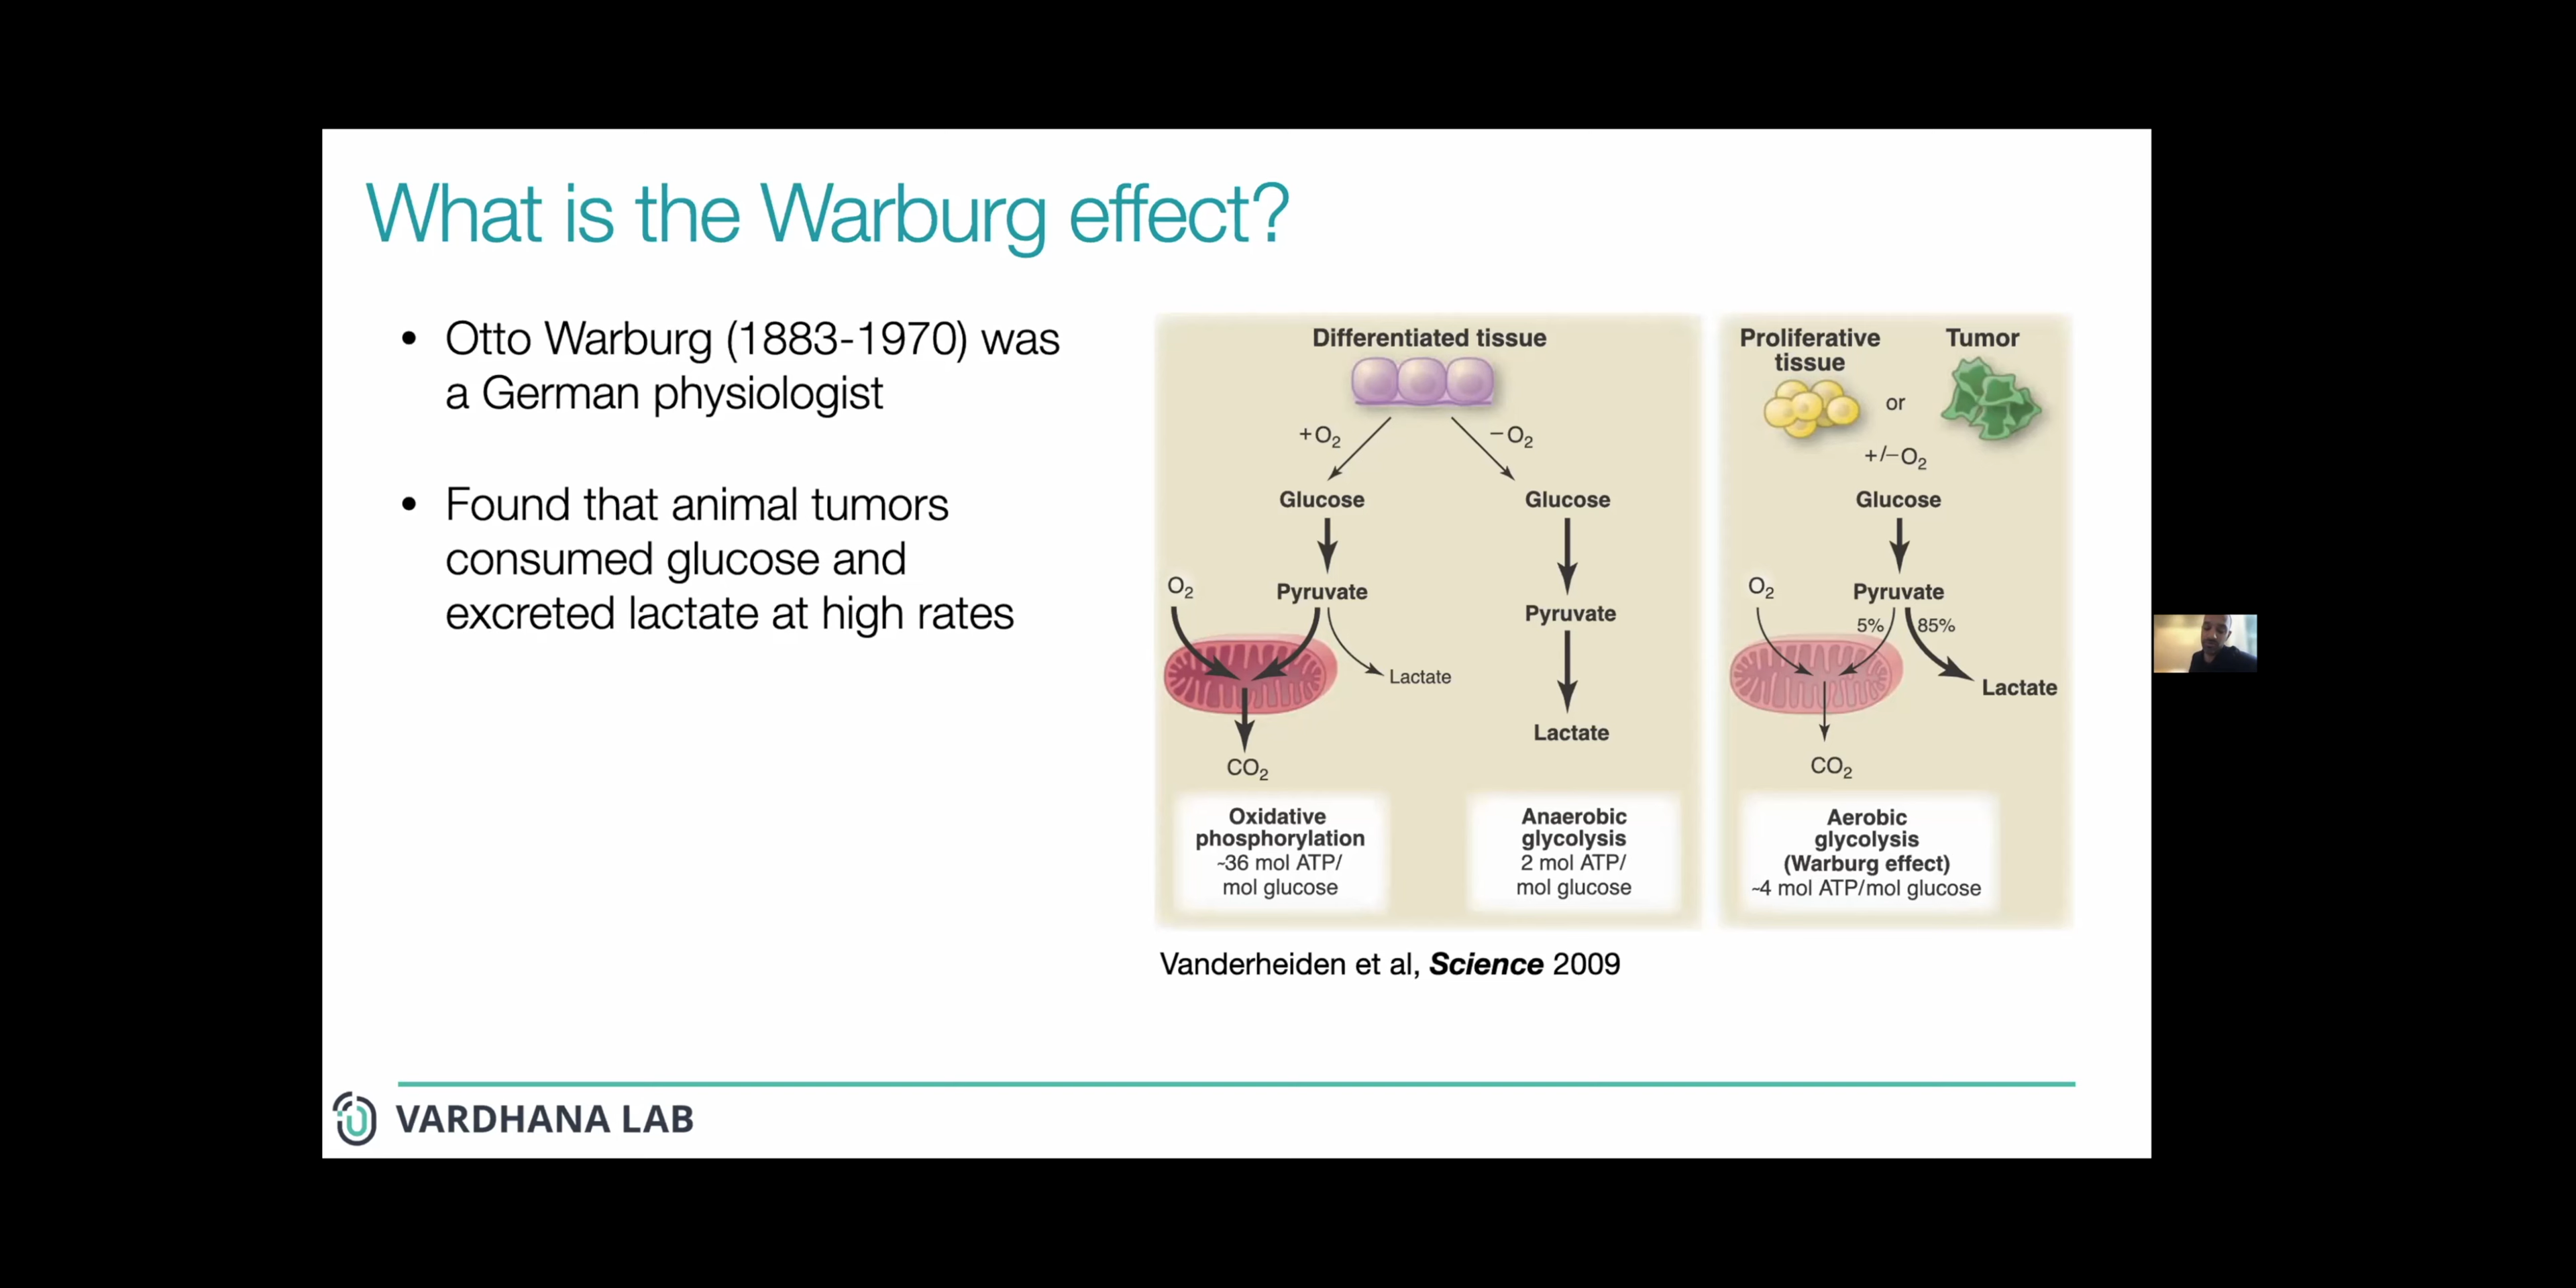 What is the Warburg effect?
• Otto Warburg (1883-1970) was
a German physiologist
• Found that animal tumors
consumed glucose and
excreted lactate at high rates
Differentiated tissue
+O₂
−O₂
Glucose
Glucose
O₂
Pyruvate
Pyruvate
Lactate
Lactate
CO₂
Oxidative
phosphorylation
~36 mol ATP/
mol glucose
Anaerobic
glycolysis
2 mol ATP/
mol glucose
Proliferative
tissue
or
Tumor
+/−O₂
Glucose
O₂
Pyruvate
5%
85%
Lactate
CO₂
Aerobic
glycolysis
(Warburg effect)
~4 mol ATP/mol glucose
Vanderheiden et al, Science 2009
VARDHANA LAB